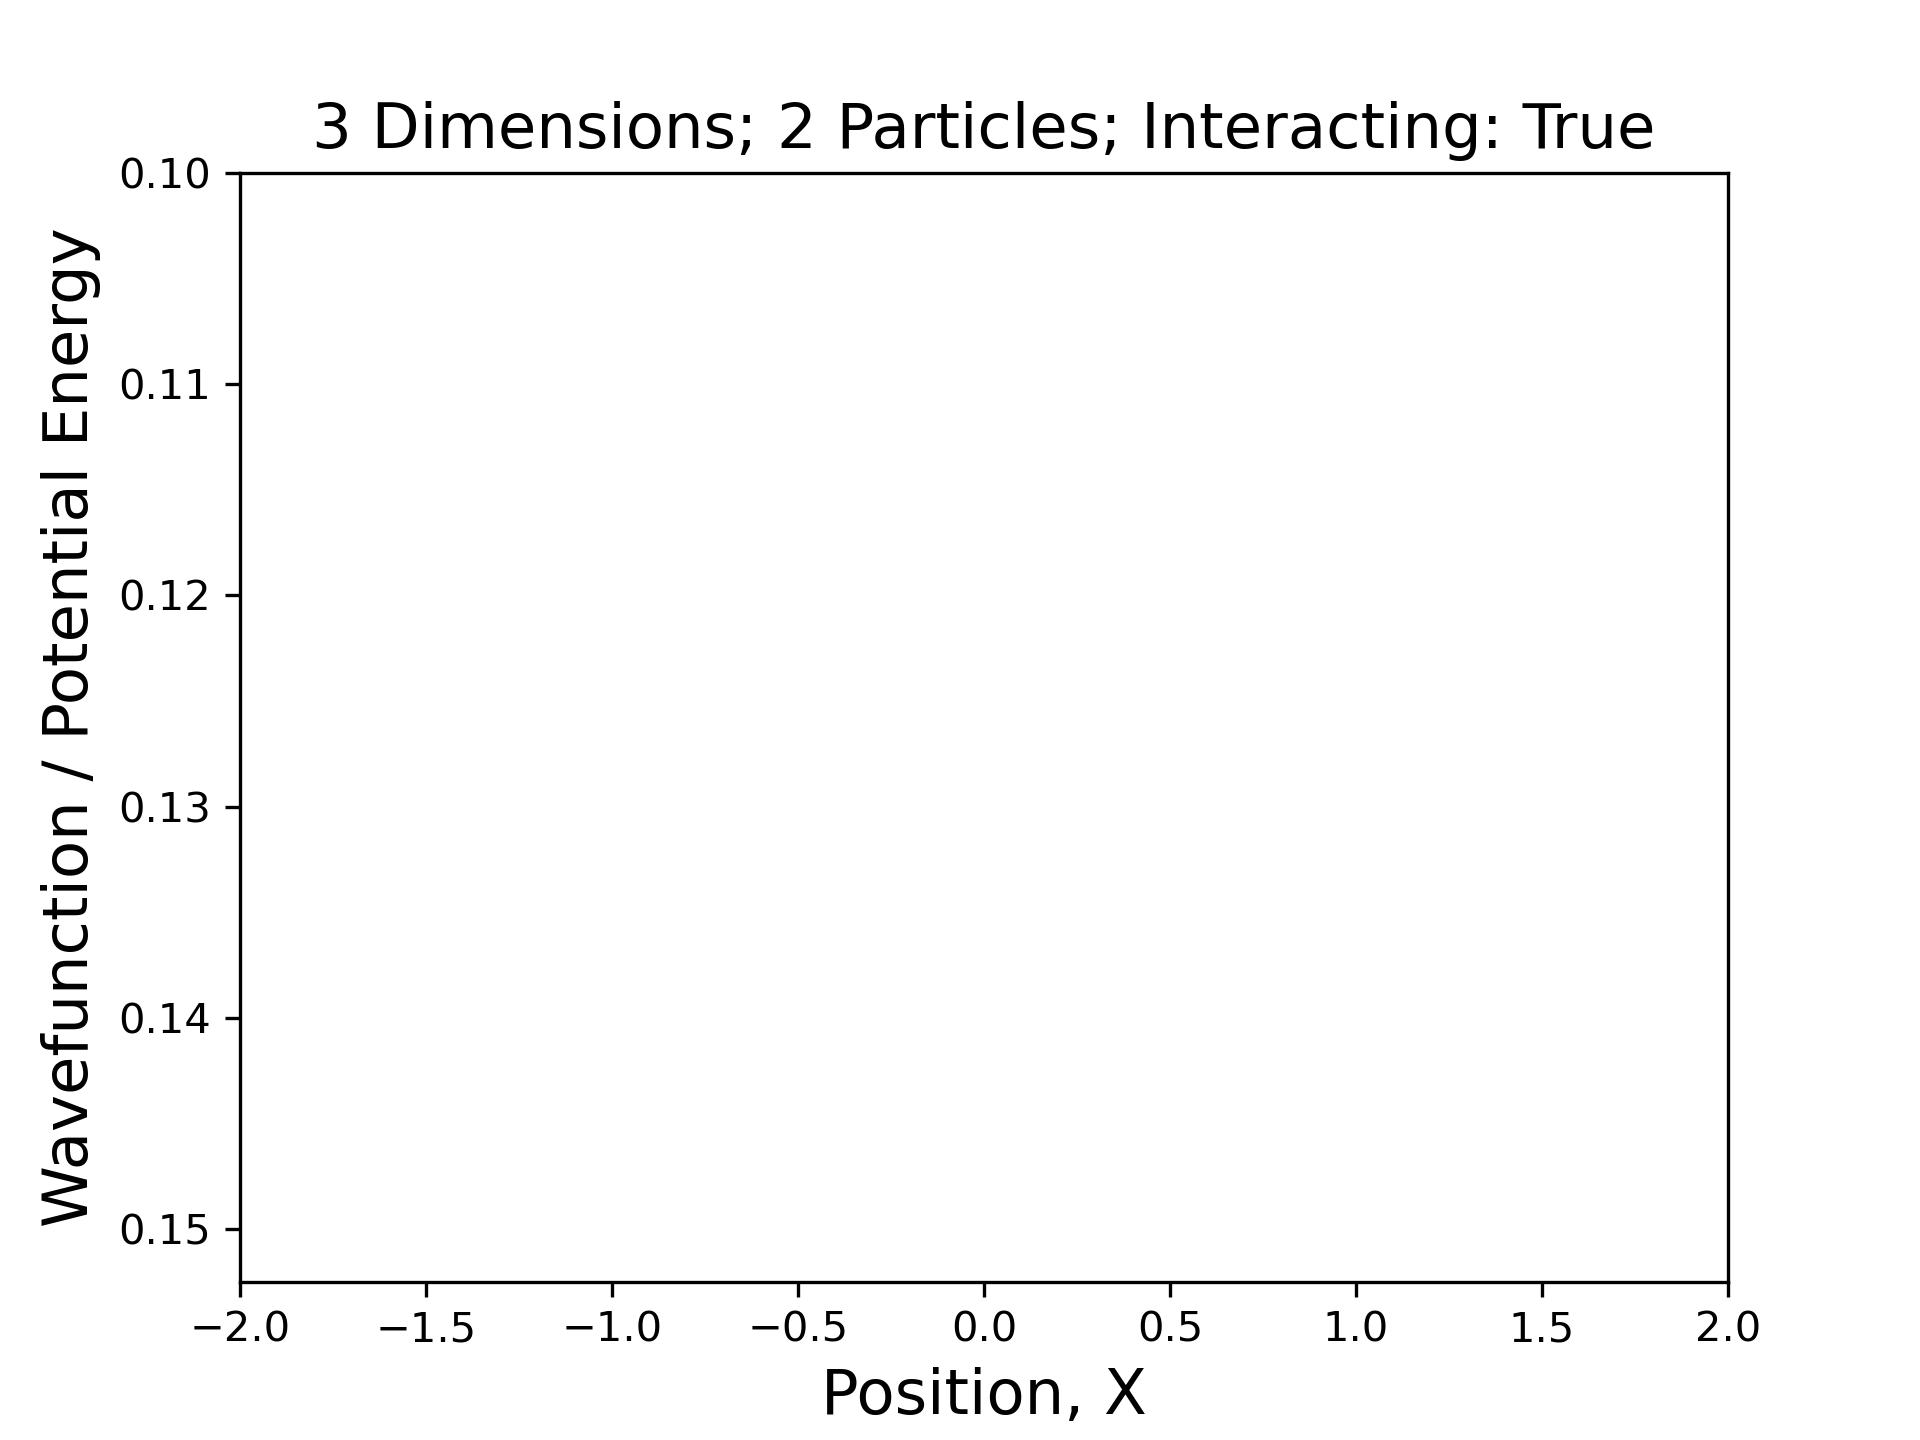 3 Dimensions; 2 Particles; Interacting: True
Wavefunction / Potential Energy
0.10
0.11
0.12
0.13
0.14
0.15
−2.0 −1.5 −1.0 −0.5 0.0 0.5 1.0 1.5 2.0
Position, X